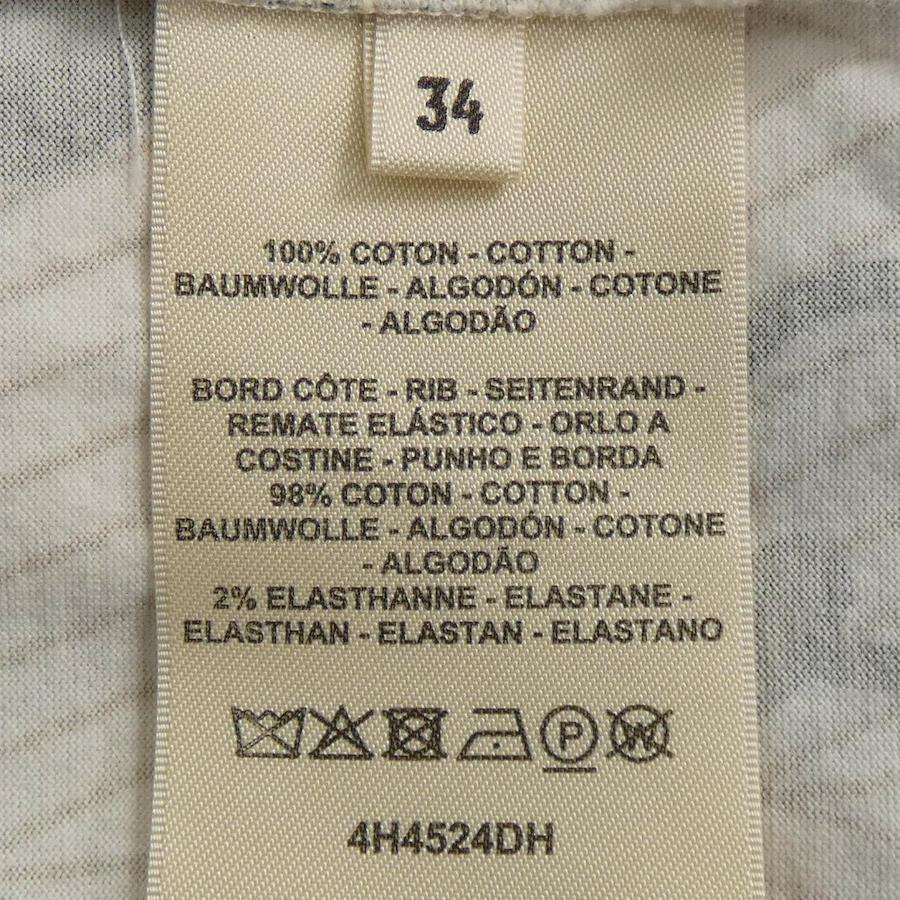 34
100% COTON - COTTON -
BAUMWOLLE - ALGODÓN - COTONE
- ALGODÃO
BORD CÔTE - RIB - SEITENRAND -
REMATE ELÁSTICO - ORLO A
COSTINE - PUNHO E BORDA
98% COTON - COTTON -
BAUMWOLLE - ALGODÓN - COTONE
- ALGODÃO
2% ELASTHANNE - ELASTANE -
ELASTHAN - ELASTAN - ELASTANO
P W
4H4524DH